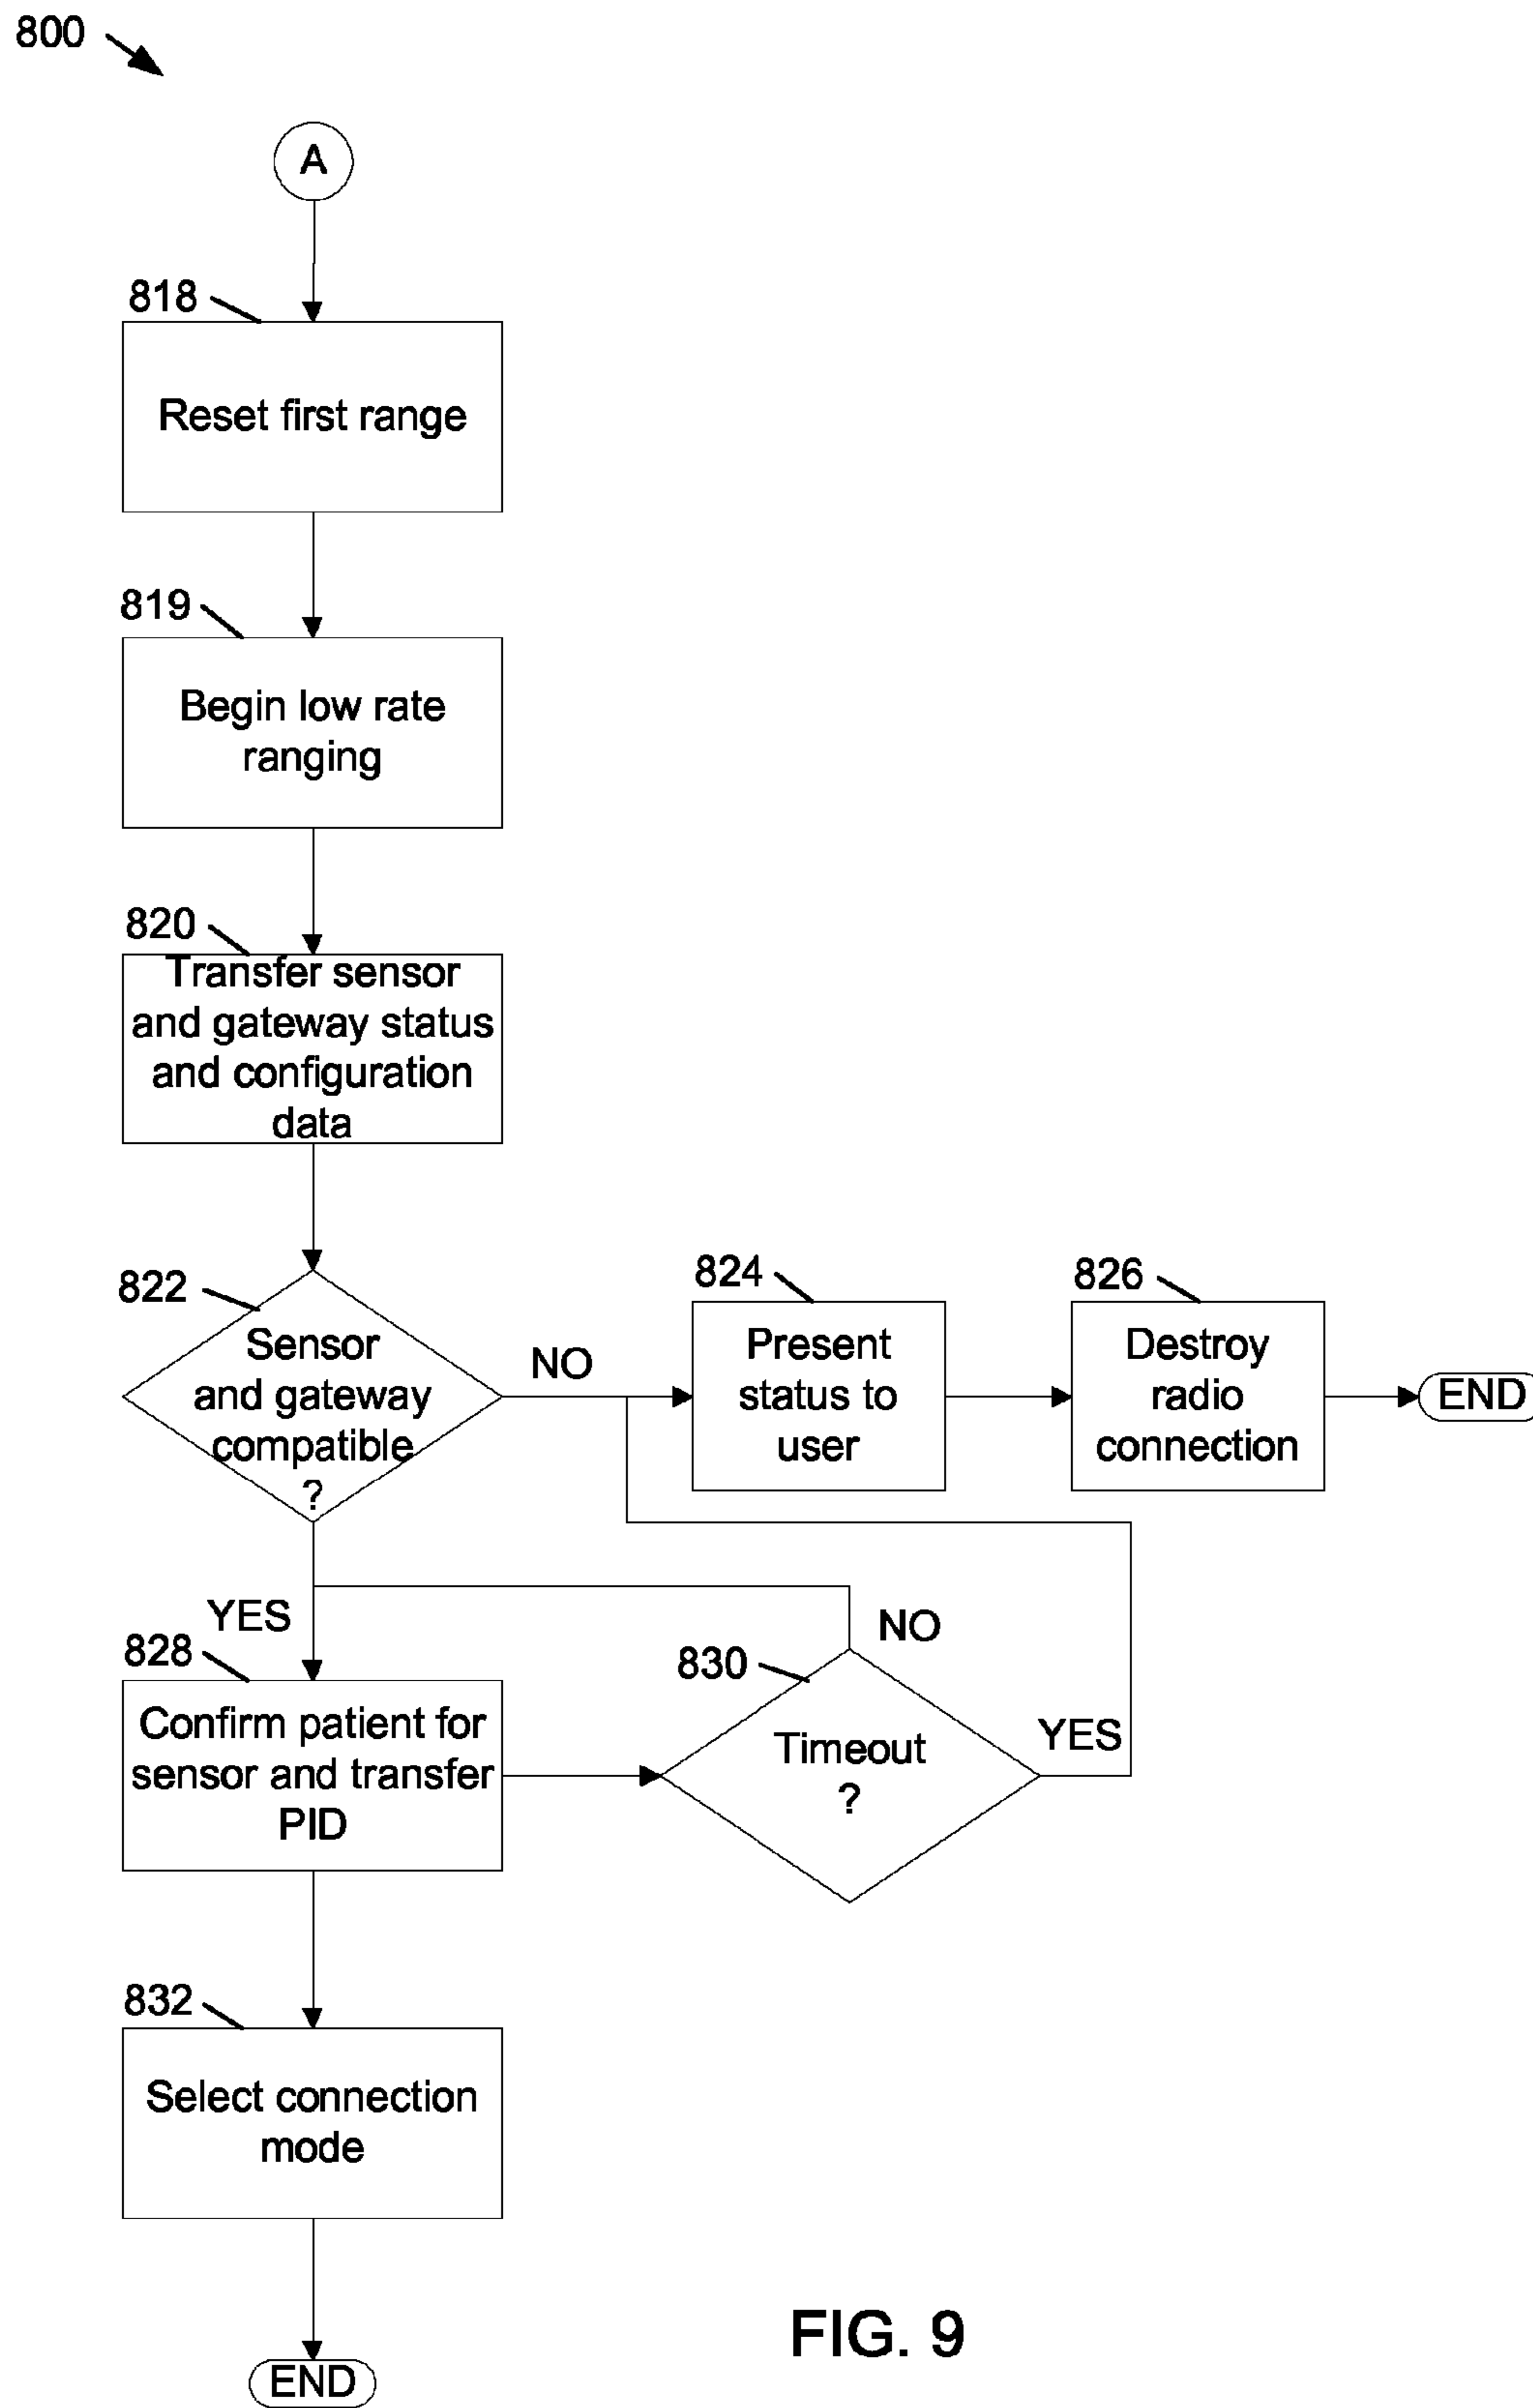 800
A
818
Reset first range
819
Begin low rate
ranging
820
Transfer sensor
and gateway status
and configuration
data
822
Sensor
and gateway
compatible
?
NO
824
Present
status to
user
826
Destroy
radio
connection
END
YES
828
Confirm patient for
sensor and transfer
PID
830
Timeout
?
NO
YES
832
Select connection
mode
END
FIG. 9